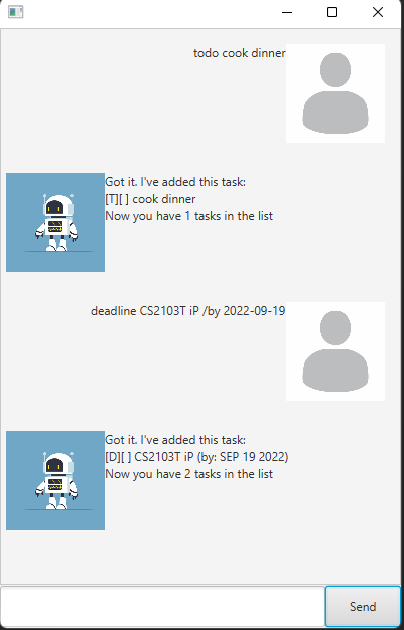 todo cook dinner
Got it. I've added this task:
[T][ ] cook dinner
Now you have 1 tasks in the list
deadline CS2103T iP /by 2022-09-19
Got it. I've added this task:
[D][ ] CS2103T iP (by: SEP 19 2022)
Now you have 2 tasks in the list
Send